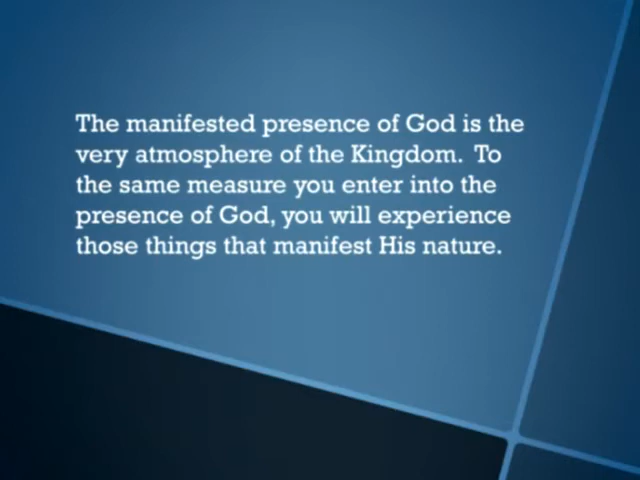 The manifested presence of God is the
very atmosphere of the Kingdom.  To
the same measure you enter into the
presence of God, you will experience
those things that manifest His nature.